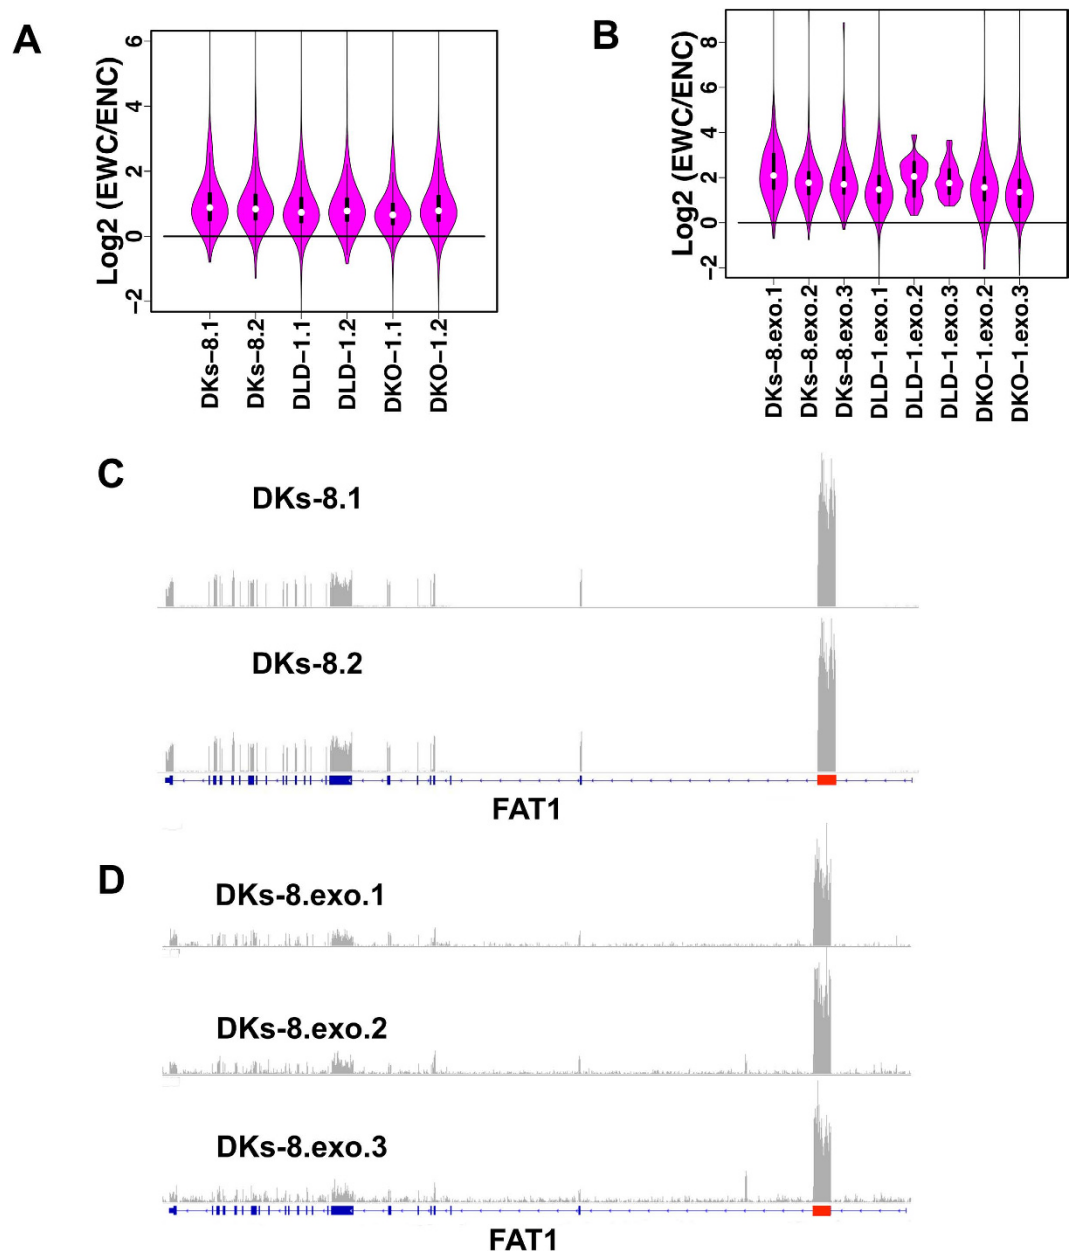 A
Log2 (EWC/ENC)
6
4
2
0
−2
DKs−8.1
DKs−8.2
DLD−1.1
DLD−1.2
DKO−1.1
DKO−1.2
B
Log2 (EWC/ENC)
8
6
4
2
0
−2
DKs−8.exo.1
DKs−8.exo.2
DKs−8.exo.3
DLD−1.exo.1
DLD−1.exo.2
DLD−1.exo.3
DKO−1.exo.2
DKO−1.exo.3
C
DKs-8.1
DKs-8.2
FAT1
D
DKs-8.exo.1
DKs-8.exo.2
DKs-8.exo.3
FAT1